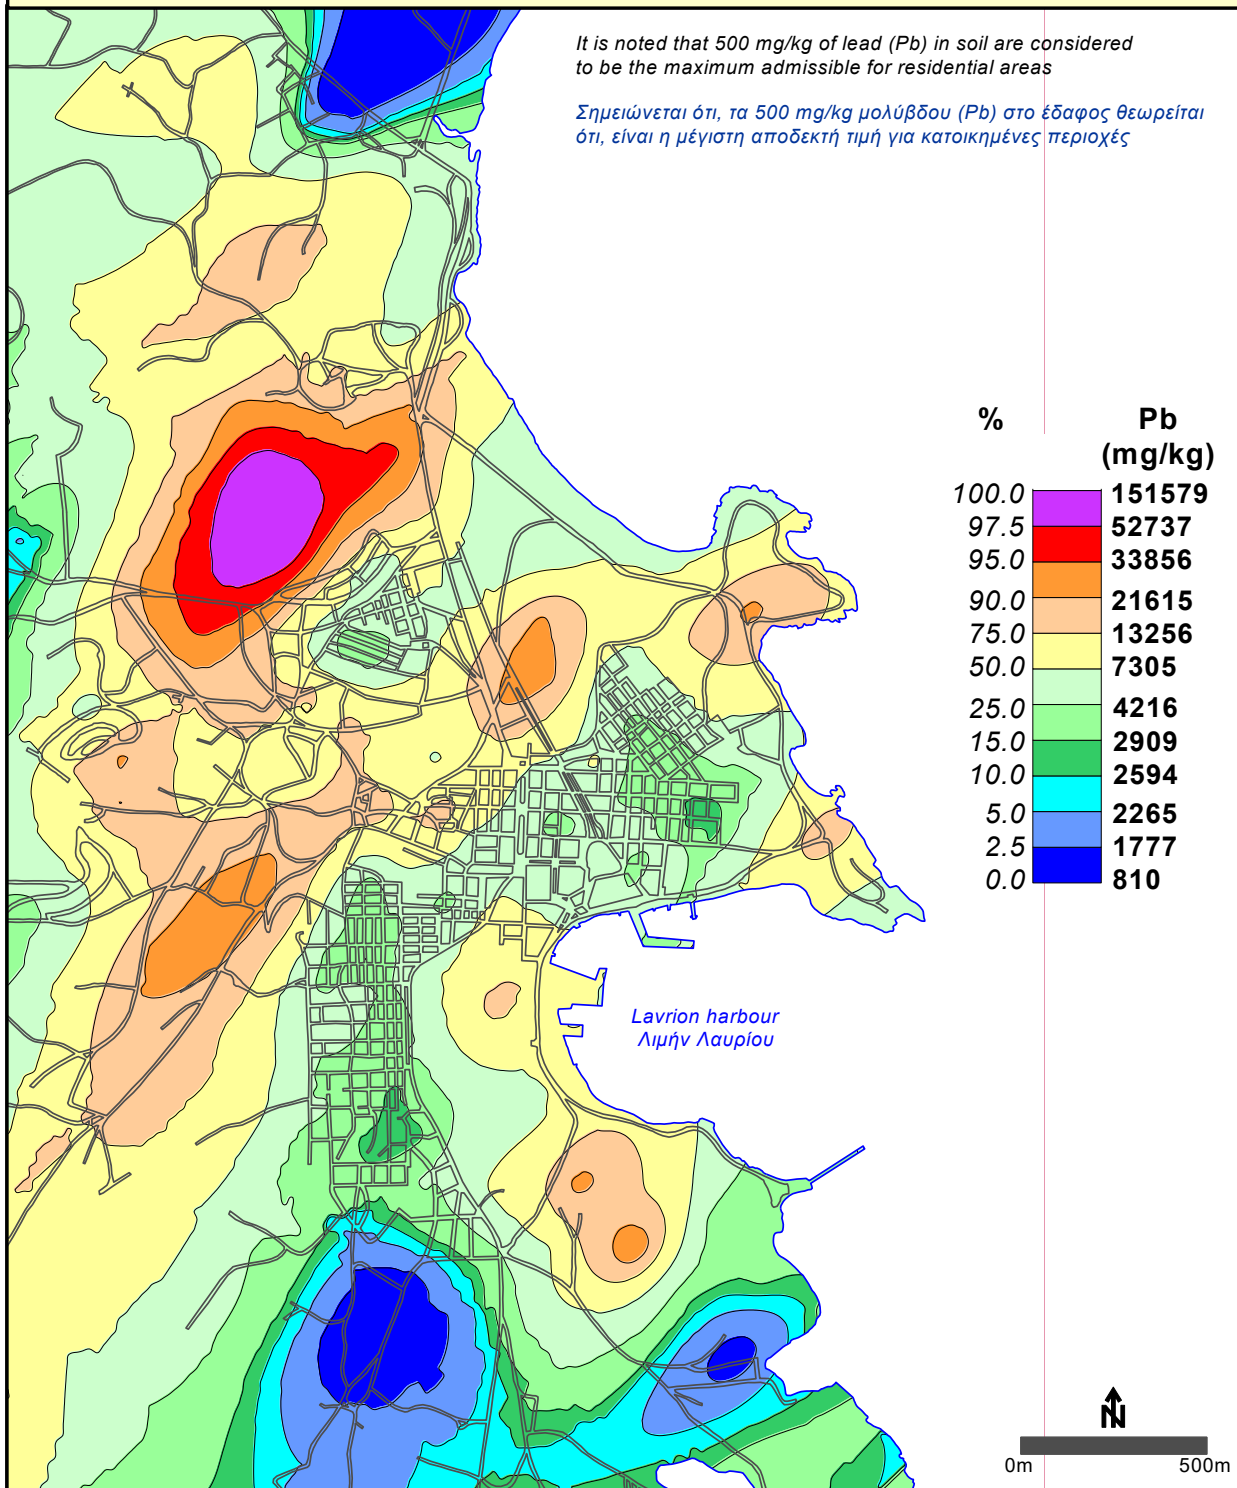 It is noted that 500 mg/kg of lead (Pb) in soil are considered
to be the maximum admissible for residential areas
Σημειώνεται ότι, τα 500 mg/kg μολύβδου (Pb) στο έδαφος θεωρείται
ότι, είναι η μέγιστη αποδεκτή τιμή για κατοικημένες περιοχές
% Pb
(mg/kg)
100.0 151579
97.5 52737
95.0 33856
90.0 21615
75.0 13256
50.0 7305
25.0 4216
15.0 2909
10.0 2594
5.0 2265
2.5 1777
0.0 810
Lavrion harbour
Λιμήν Λαυρίου
N
0m 500m